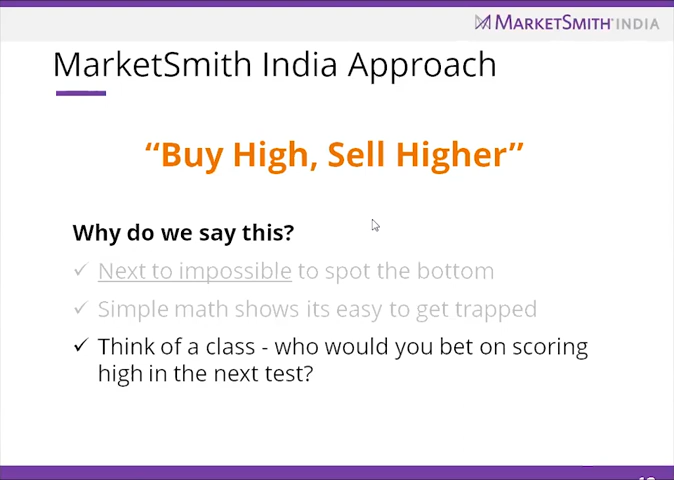 MARKETSMITH INDIA
MarketSmith India Approach
“Buy High, Sell Higher”
Why do we say this?
✓ Next to impossible to spot the bottom
✓ Simple math shows its easy to get trapped
✓ Think of a class - who would you bet on scoring
high in the next test?